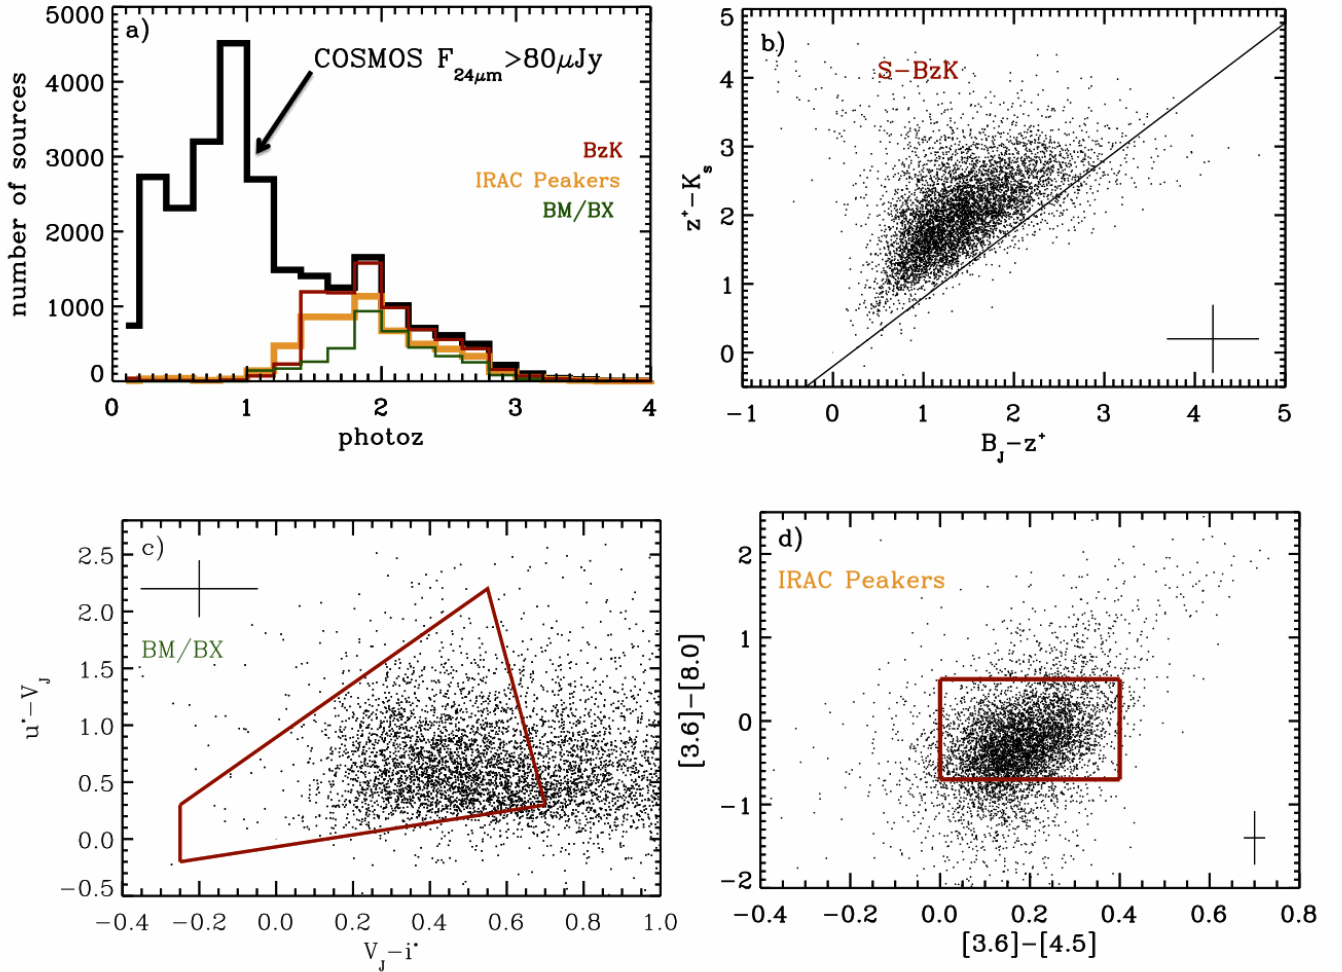 a)
COSMOS F24μm>80μJy
BzK
IRAC Peakers
BM/BX
number of sources
5000
4000
3000
2000
1000
0
0 1 2 3 4
photoz
b)
S-BzK
z+-Ks
5
4
3
2
1
0
-1 0 1 2 3 4 5
BJ-z+
c)
BM/BX
u*-VJ
2.5
2.0
1.5
1.0
0.5
0.0
-0.5
-0.4 -0.2 0.0 0.2 0.4 0.6 0.8 1.0
VJ-i*
d)
IRAC Peakers
[3.6]-[8.0]
2
1
0
-1
-2
-0.4 -0.2 0.0 0.2 0.4 0.6 0.8
[3.6]-[4.5]